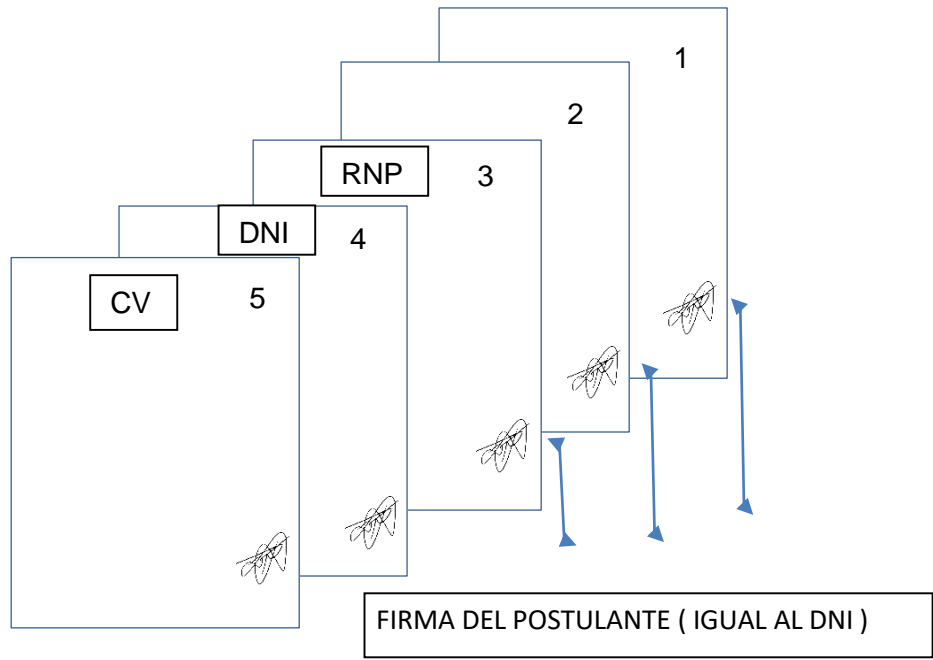 1
2
RNP 3
DNI 4
CV 5
FIRMA DEL POSTULANTE ( IGUAL AL DNI )